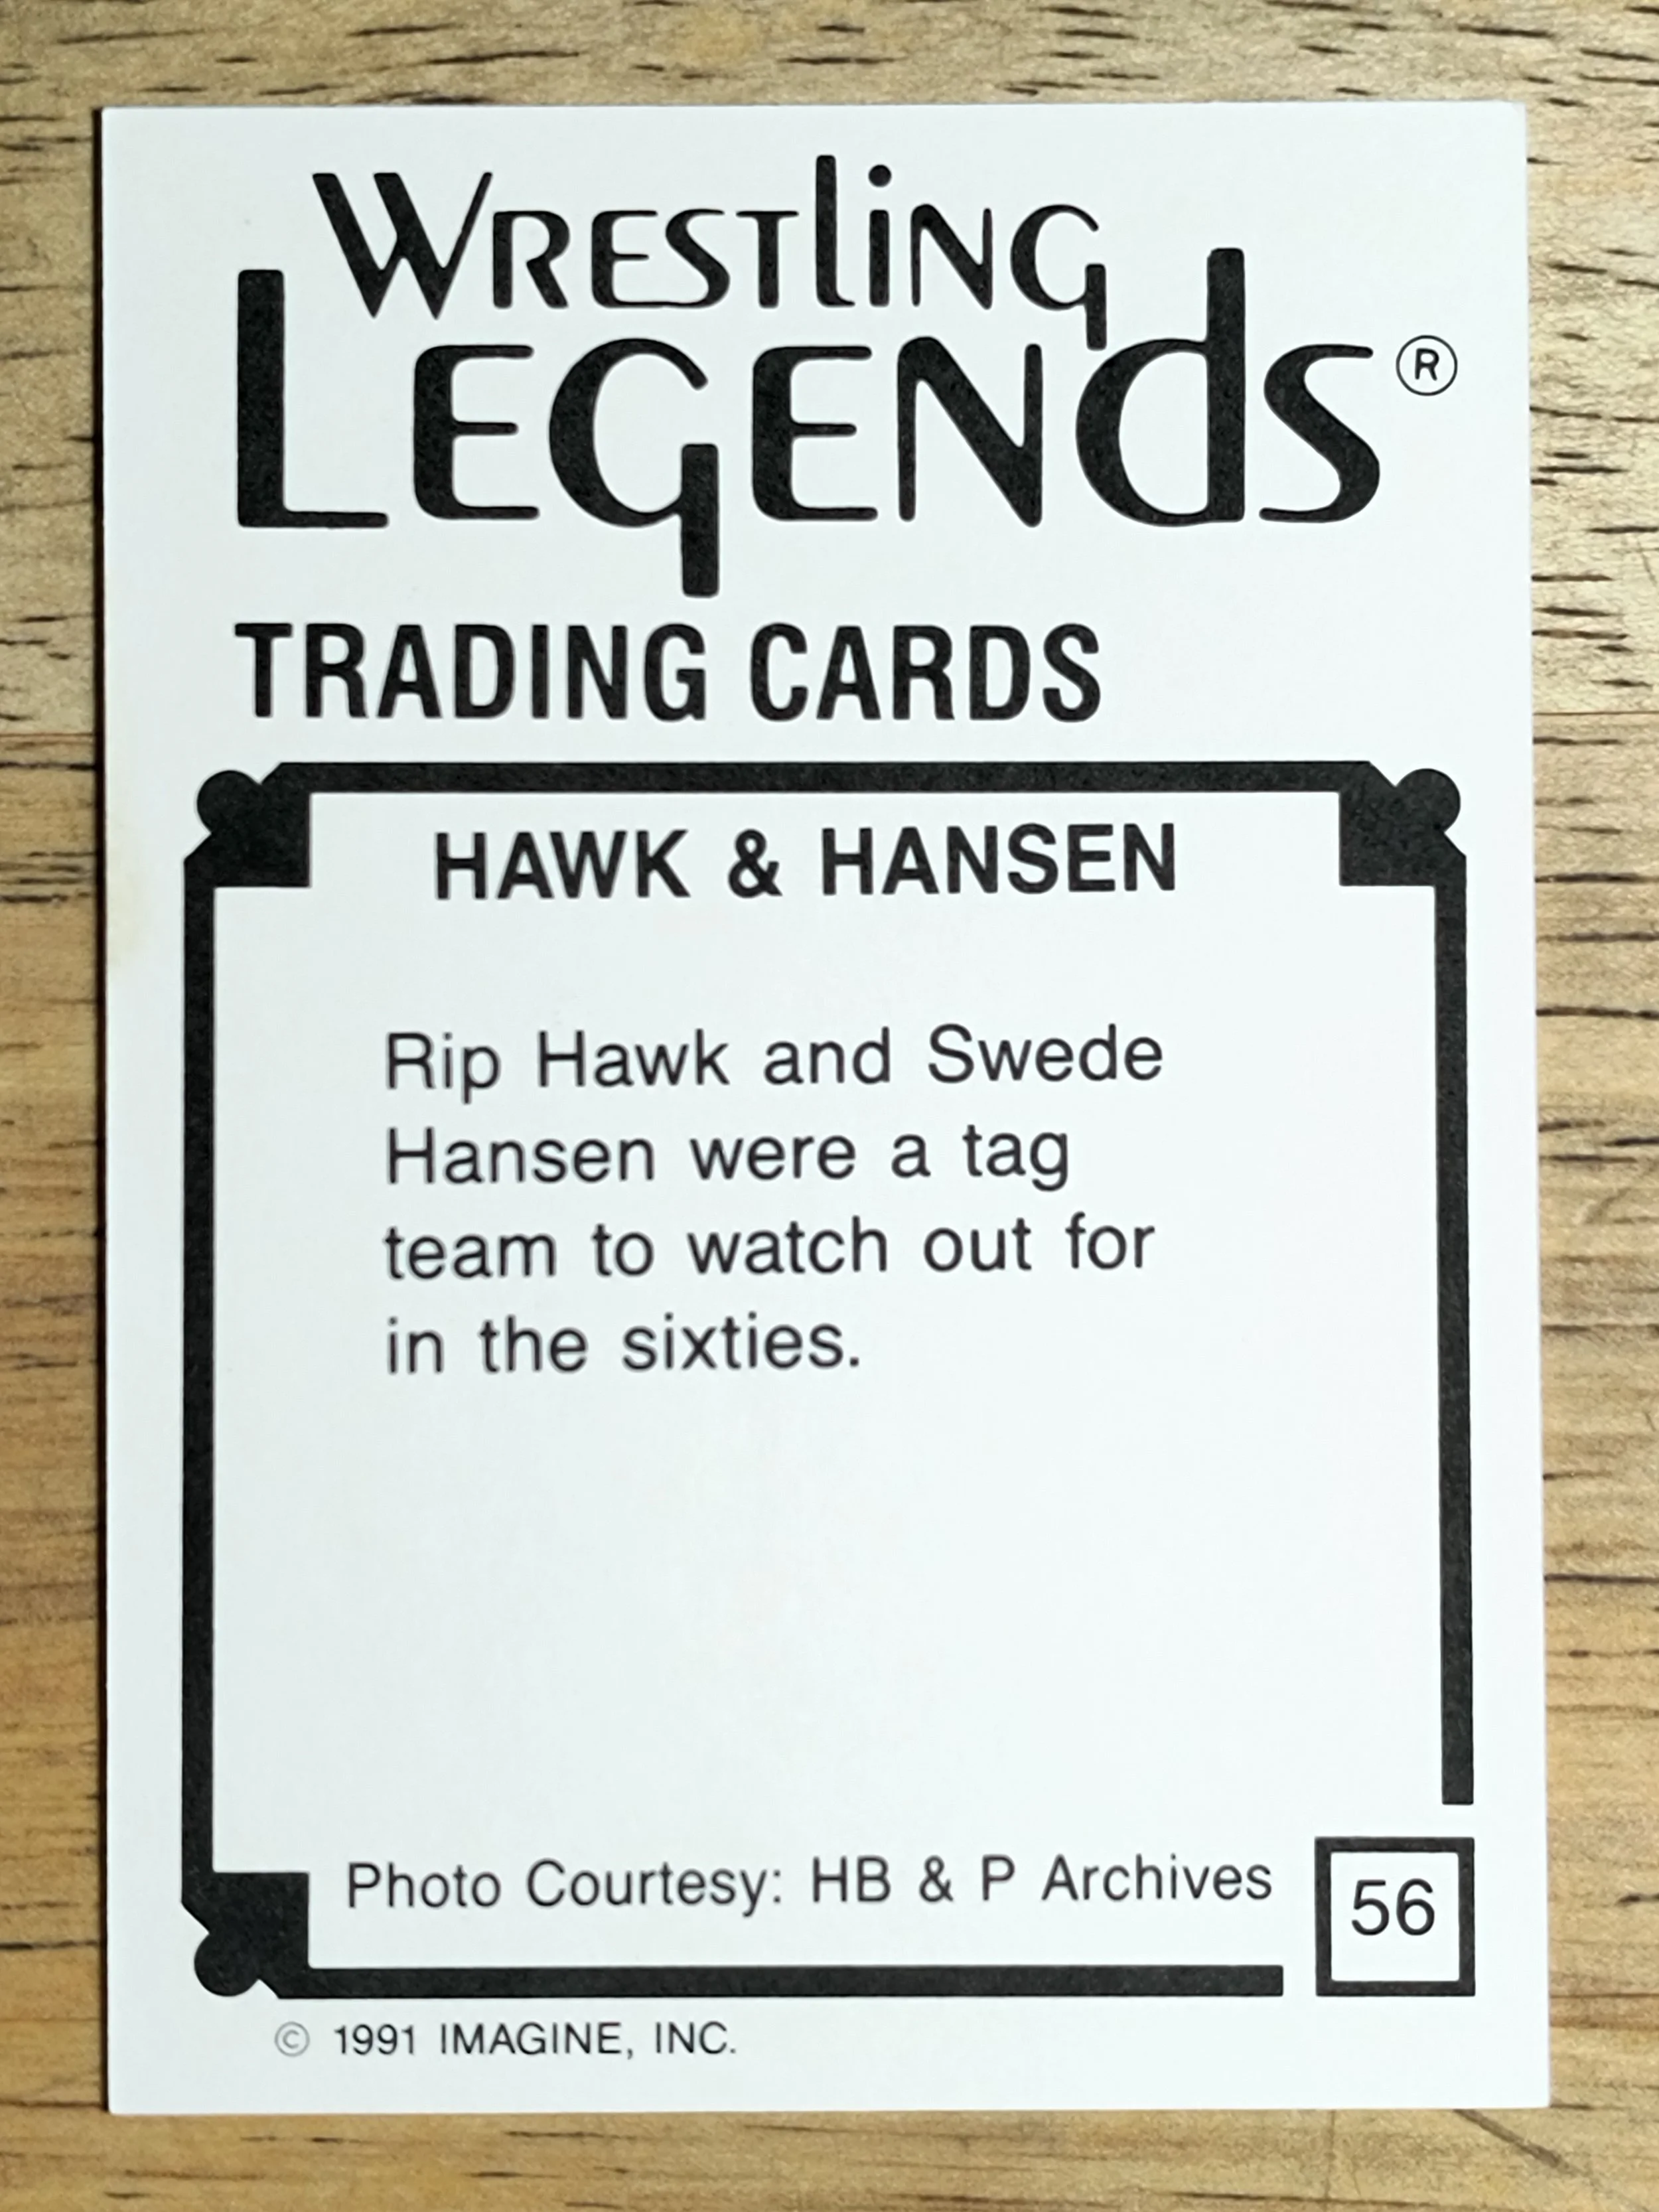 WRESTLING
LEGENDS®
TRADING CARDS
HAWK & HANSEN
Rip Hawk and Swede
Hansen were a tag
team to watch out for
in the sixties.
Photo Courtesy: HB & P Archives
56
© 1991 IMAGINE, INC.